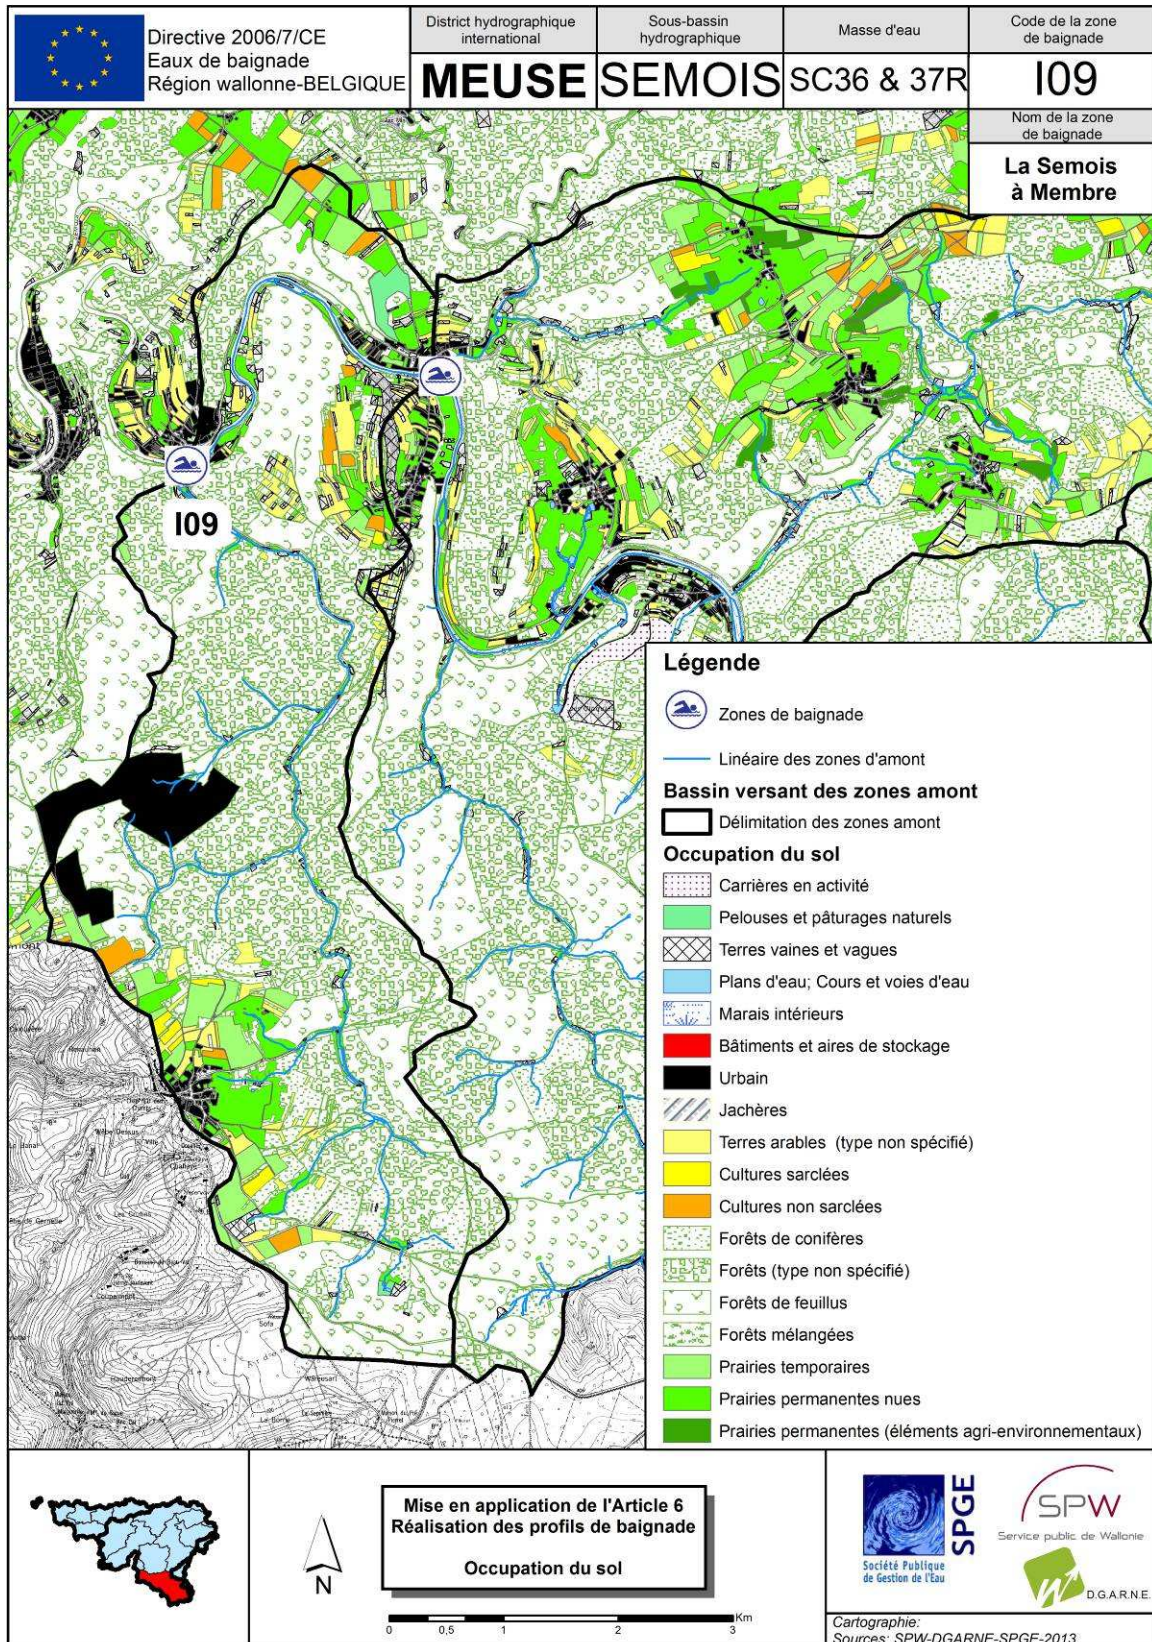 Directive 2006/7/CE
Eaux de baignade
Région wallonne-BELGIQUE
District hydrographique
international
MEUSE
Sous-bassin
hydrographique
SEMOIS
Masse d'eau
SC36 & 37R
Code de la zone
de baignade
I09
Nom de la zone
de baignade
La Semois
à Membre
I09
Légende
Zones de baignade
Linéaire des zones d'amont
Bassin versant des zones amont
Délimitation des zones amont
Occupation du sol
Carrières en activité
Pelouses et pâturages naturels
Terres vaines et vagues
Plans d'eau; Cours et voies d'eau
Marais intérieurs
Bâtiments et aires de stockage
Urbain
Jachères
Terres arables (type non spécifié)
Cultures sarclées
Cultures non sarclées
Forêts de conifères
Forêts (type non spécifié)
Forêts de feuillus
Forêts mélangées
Prairies temporaires
Prairies permanentes nues
Prairies permanentes (éléments agri-environnementaux)
Sofa
N
Mise en application de l'Article 6
Réalisation des profils de baignade
Occupation du sol
0 0,5 1 2 3 Km
SPGE
Société Publique
de Gestion de l'Eau
SPW
Service public de Wallonie
D.G.A.R.N.E.
Cartographie:
Sources: SPW-DGARNE-SPGE-2013